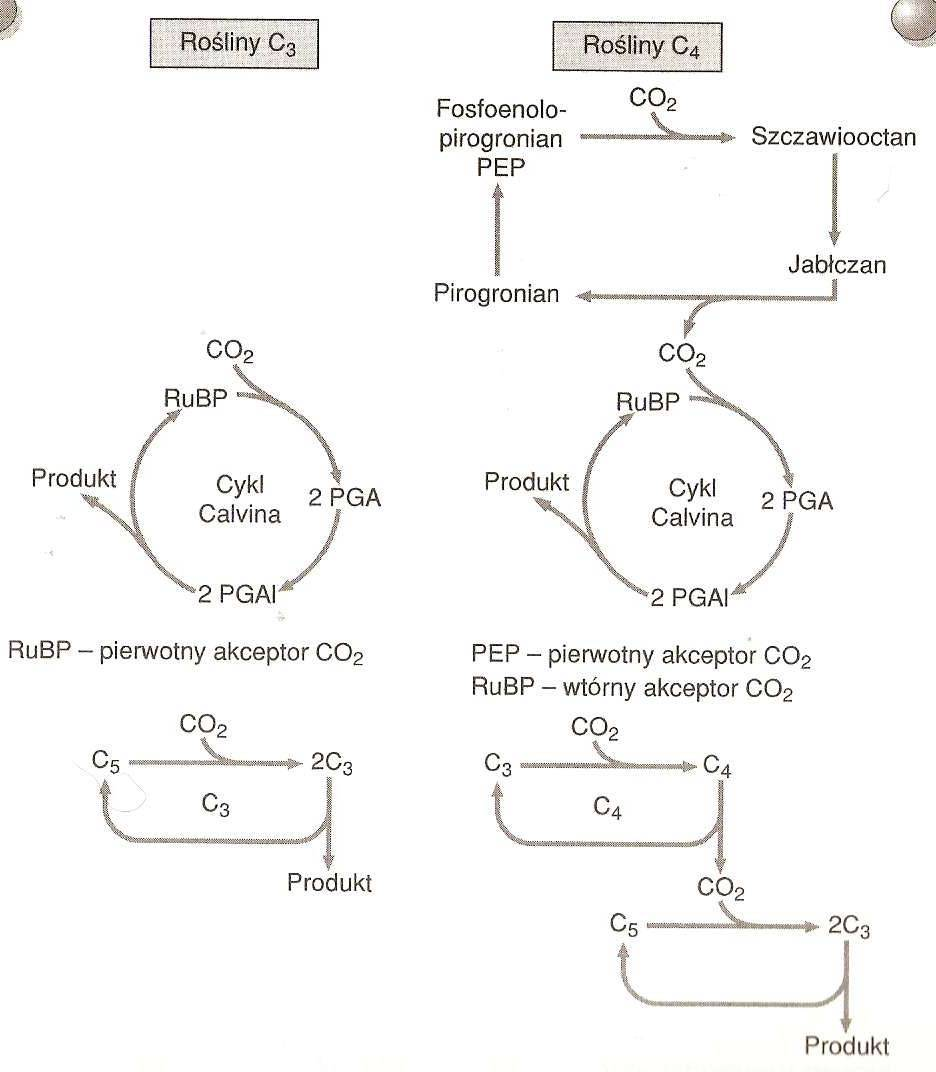 Rośliny C₃
Rośliny C₄
CO₂
Fosfoenolo-
pirogronian
PEP
Szczawiooctan
Jabłczan
Pirogronian
CO₂
RuBP
Produkt
Cykl
Calvina
2 PGA
2 PGAl
CO₂
RuBP
Produkt
Cykl
Calvina
2 PGA
2 PGAl
RuBP – pierwotny akceptor CO₂
PEP – pierwotny akceptor CO₂
RuBP – wtórny akceptor CO₂
CO₂
C₅
2C₃
C₃
Produkt
CO₂
C₃
C₄
C₄
CO₂
C₅
2C₃
Produkt